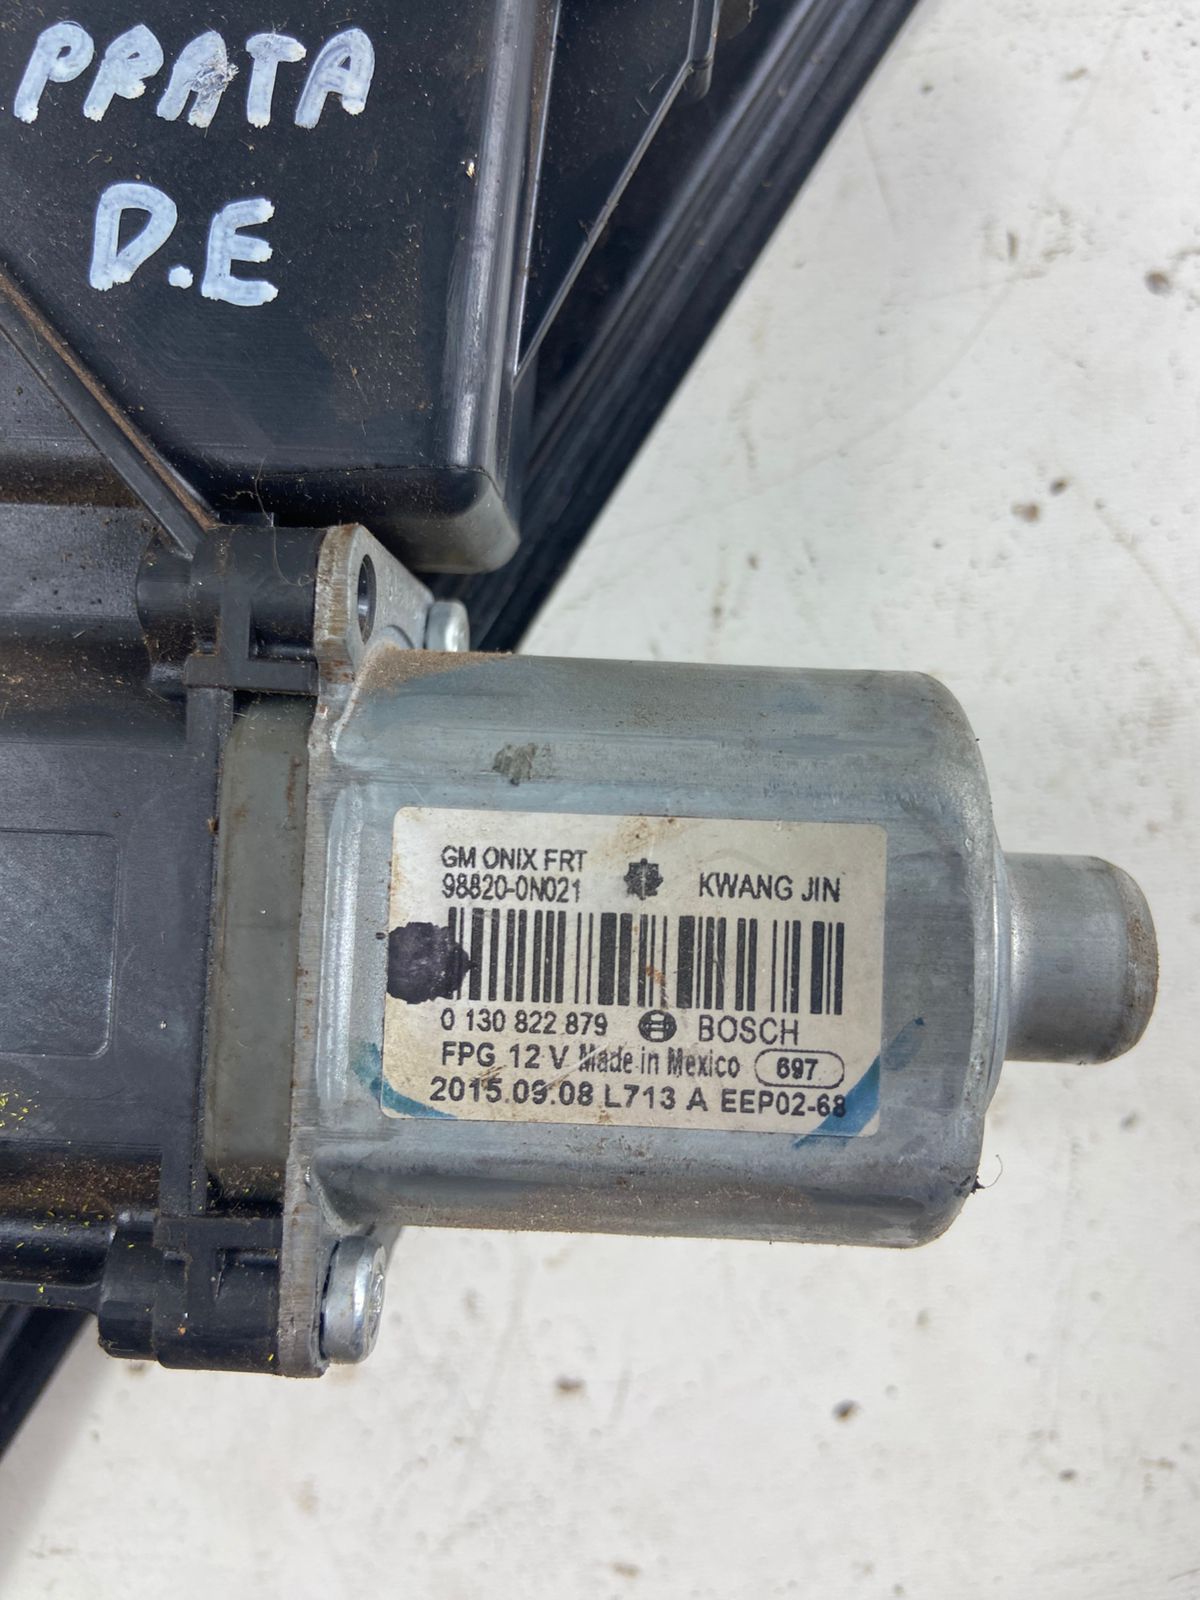 PRATA
D.E
GM ONIX FRT
98820-0N021
KWANG JIN
0 130 822 879 BOSCH
FPG 12 V Made in Mexico 697
2015.09.08 L713 A EEP02-68